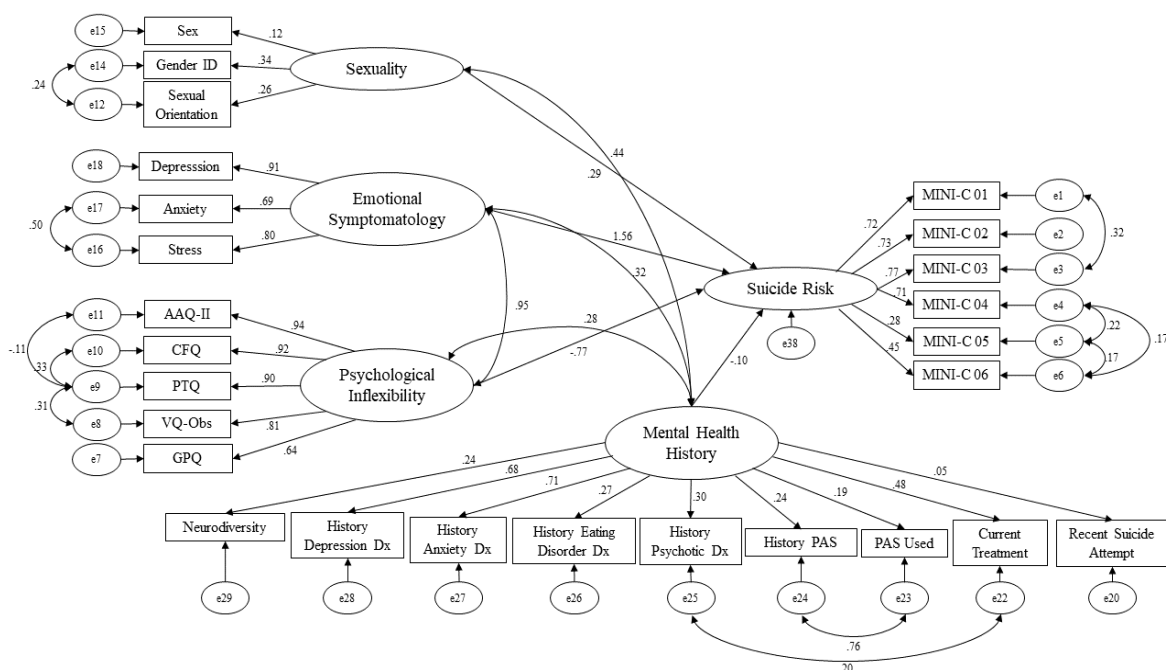 e15
Sex
.12
e14
Gender ID
.34
Sexuality
.24
e12
Sexual
Orientation
.26
.44
.29
e18
Depresssion
.91
e17
Anxiety
.69
Emotional
Symptomatology
.50
e16
Stress
.80
1.56
.32
MINI-C 01
e1
.72
MINI-C 02
e2
.73
.32
MINI-C 03
e3
.77
Suicide Risk
MINI-C 04
e4
.71
.22
MINI-C 05
e5
.28
.17
.17
MINI-C 06
e6
.45
e38
e11
AAQ-II
.94
.95
.28
-.77
-.10
-.11
e10
CFQ
.92
.33
e9
PTQ
.90
Psychological
Inflexibility
.31
e8
VQ-Obs
.81
e7
GPQ
.64
Mental Health
History
.24
.68
.71
.27
.30
.24
.19
.48
.05
Neurodiversity
History
Depression Dx
History
Anxiety Dx
History Eating
Disorder Dx
History
Psychotic Dx
History PAS
PAS Used
Current
Treatment
Recent Suicide
Attempt
e29
e28
e27
e26
e25
e24
e23
e22
e20
.76
.20